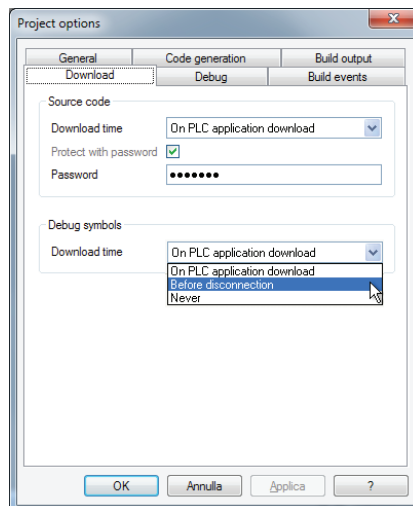 Project options
General Code generation Build output
Download Debug Build events
Source code
Download time On PLC application download
Protect with password
Password •••••••
Debug symbols
Download time On PLC application download
On PLC application download
Before disconnection
Never
OK Annulla Applica ?